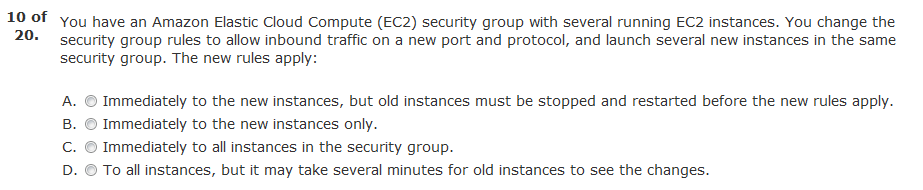 10 of
20.
You have an Amazon Elastic Cloud Compute (EC2) security group with several running EC2 instances. You change the
security group rules to allow inbound traffic on a new port and protocol, and launch several new instances in the same
security group. The new rules apply:
A. Immediately to the new instances, but old instances must be stopped and restarted before the new rules apply.
B. Immediately to the new instances only.
C. Immediately to all instances in the security group.
D. To all instances, but it may take several minutes for old instances to see the changes.